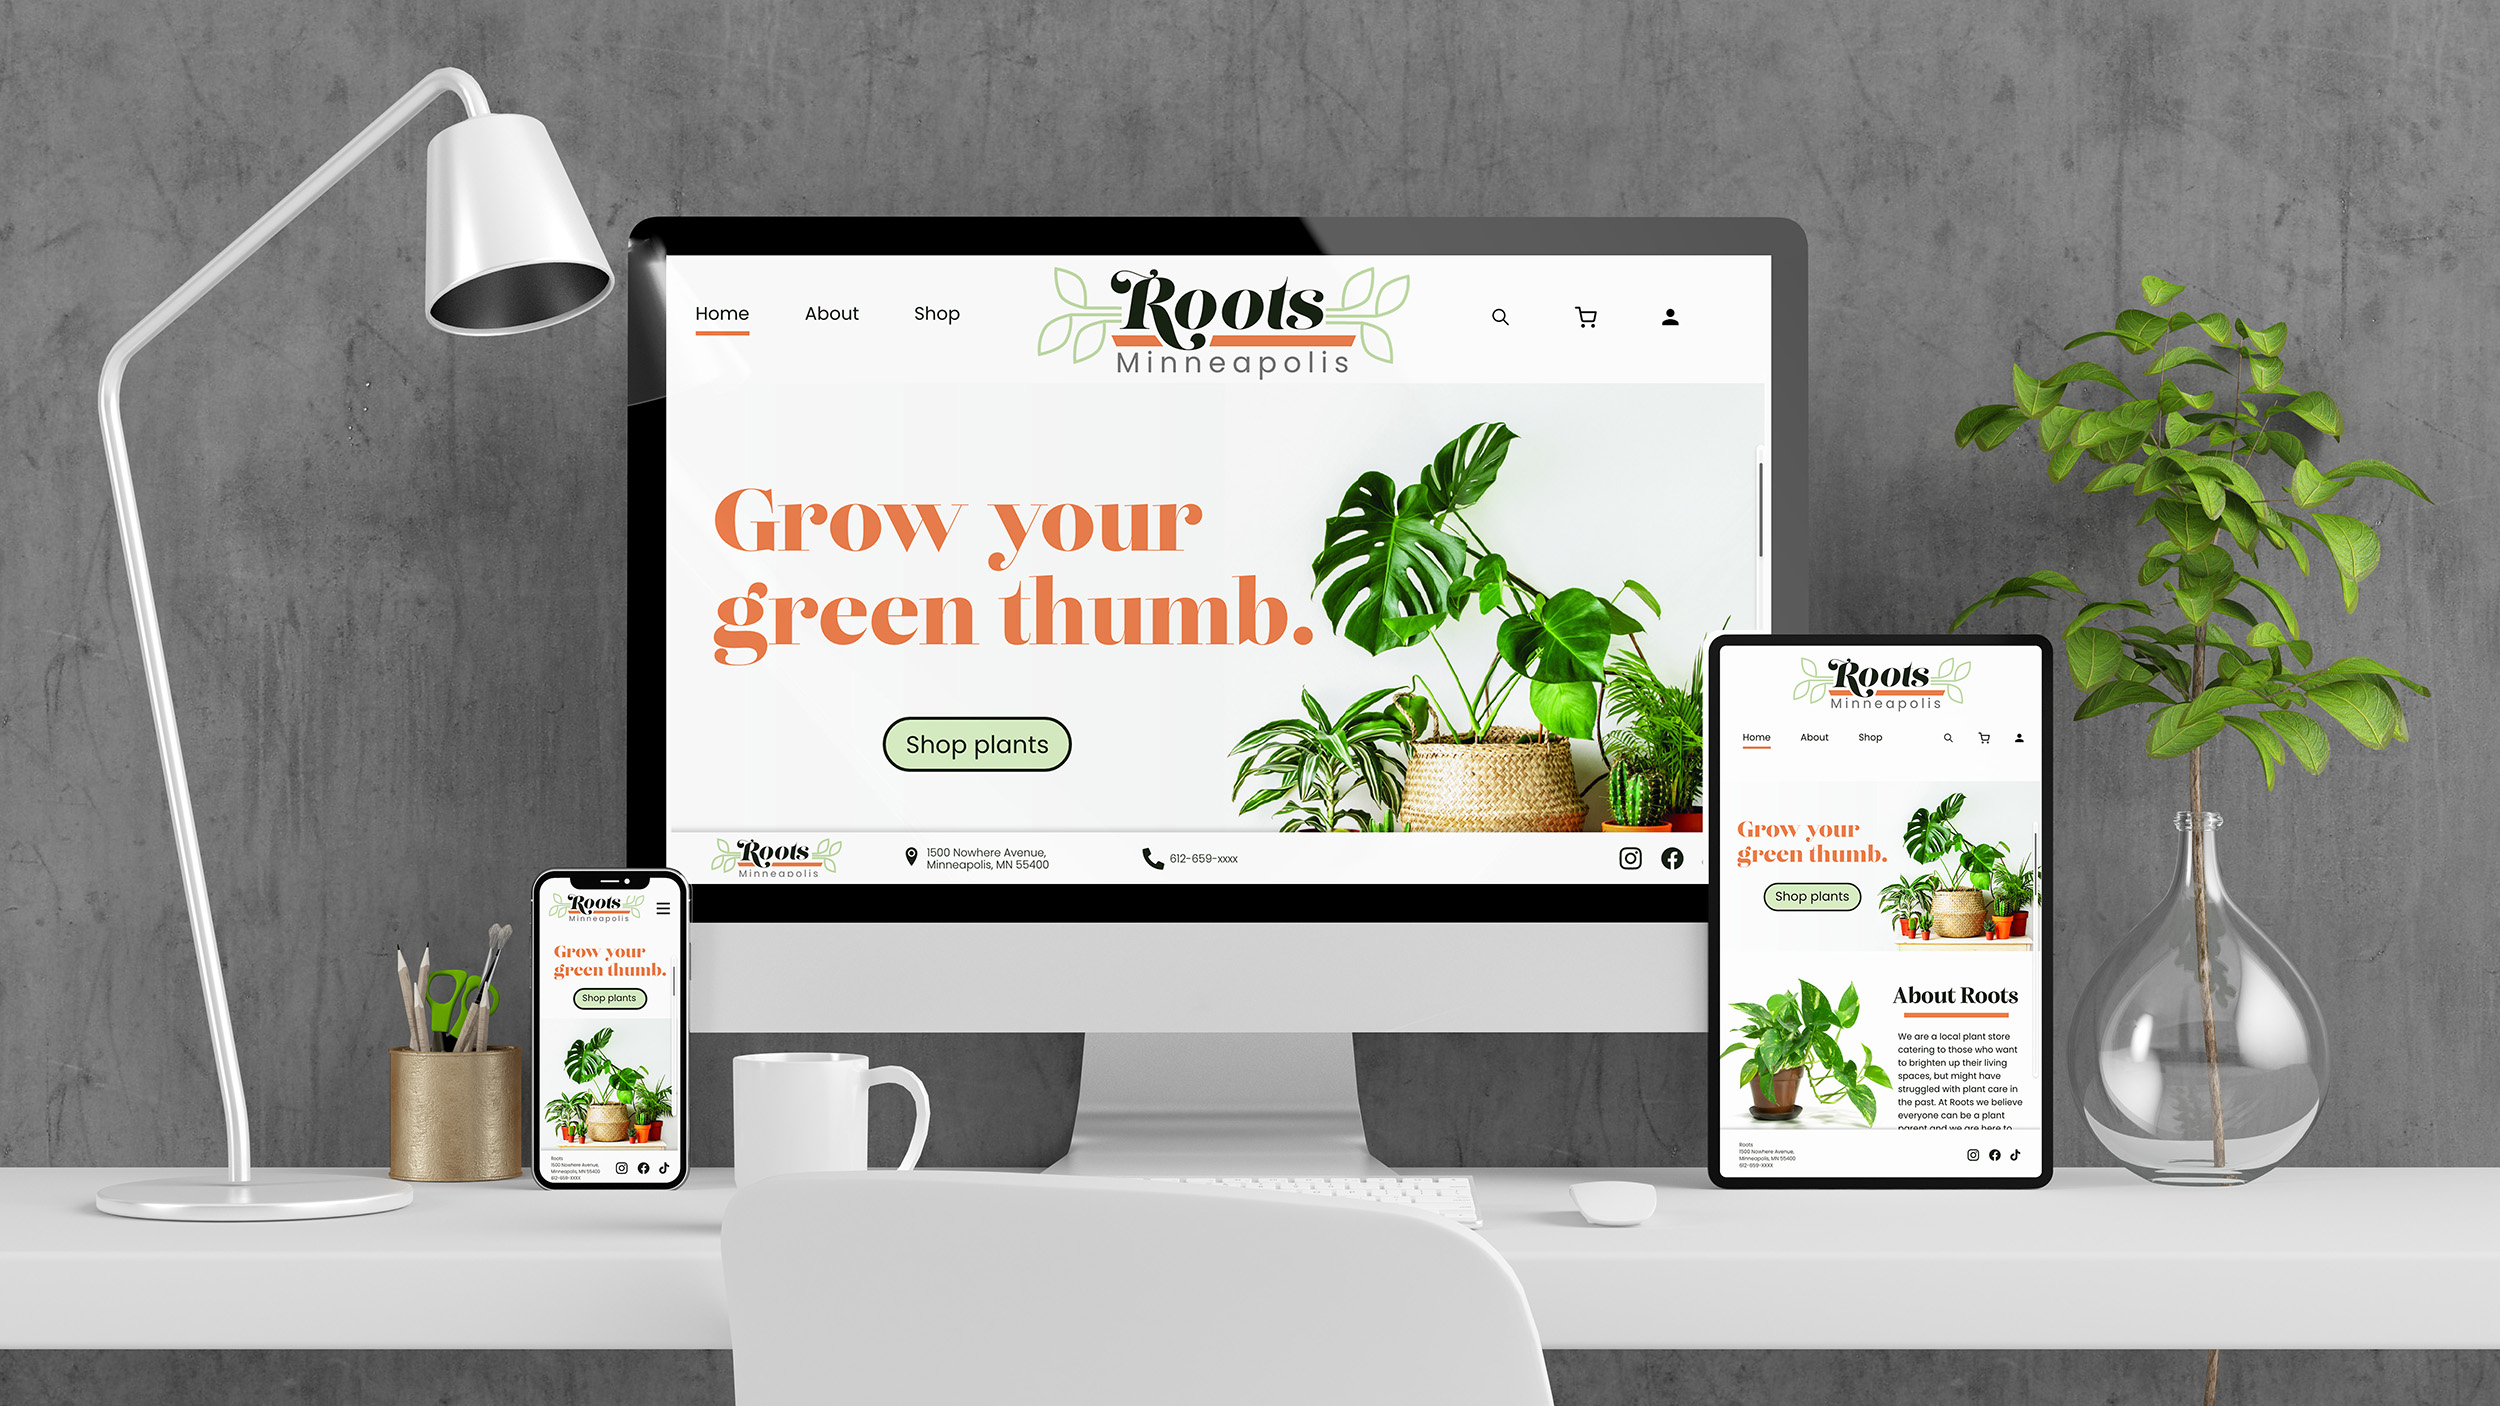 Home About Shop
Roots
Minneapolis
Grow your
green thumb.
Shop plants
Roots
Minneapolis
1500 Nowhere Avenue,
Minneapolis, MN 55400
612-659-xxxx
Roots
Minneapolis
Grow your
green thumb.
Shop plants
Roots
1500 Nowhere Avenue,
Minneapolis, MN 55400
612-659-XXXX
Roots
Minneapolis
Home About Shop
Grow your
green thumb.
Shop plants
About Roots
We are a local plant store
catering to those who want
to brighten up their living
spaces, but might have
struggled with plant care in
the past. At Roots we believe
everyone can be a plant
parent and we are here to
Roots
1500 Nowhere Avenue,
Minneapolis, MN 55400
612-659-XXXX